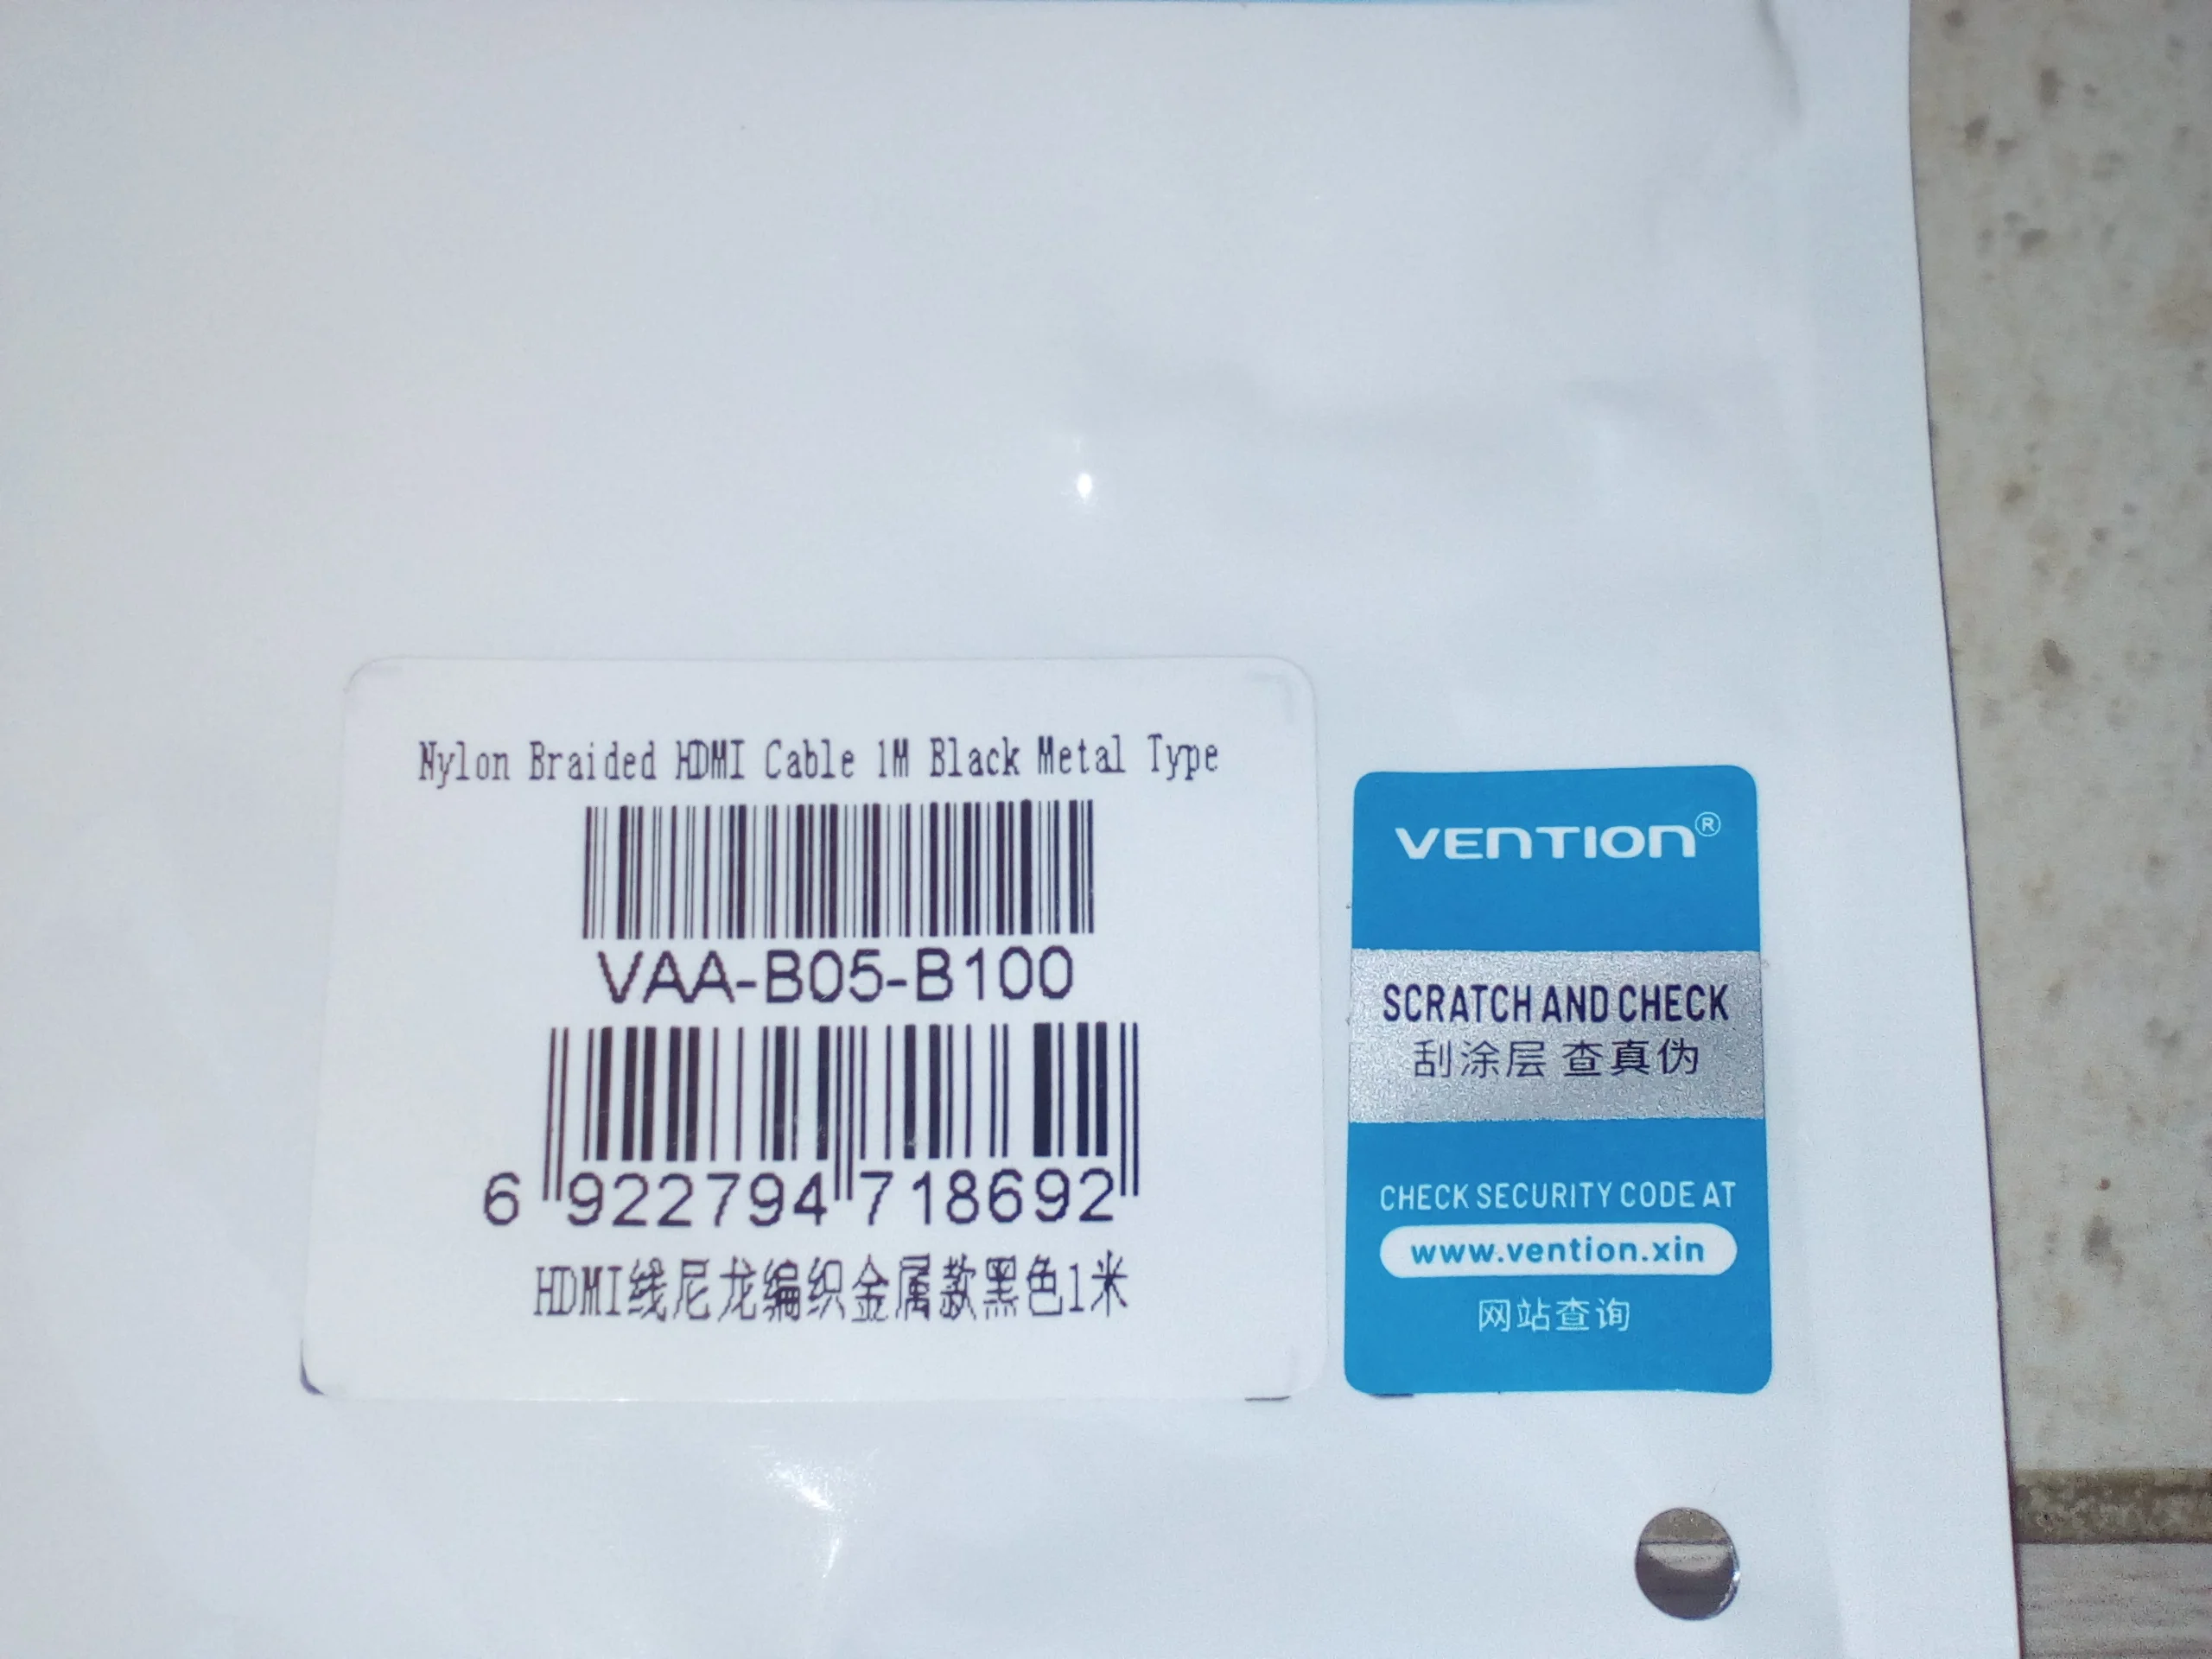 Nylon Braided HDMI Cable 1M Black Metal Type
VAA-B05-B100
6 922794 718692
HDMI线尼龙编织金属款黑色1米
VENTION®
SCRATCH AND CHECK
刮涂层 查真伪
CHECK SECURITY CODE AT
www.vention.xin
网站查询